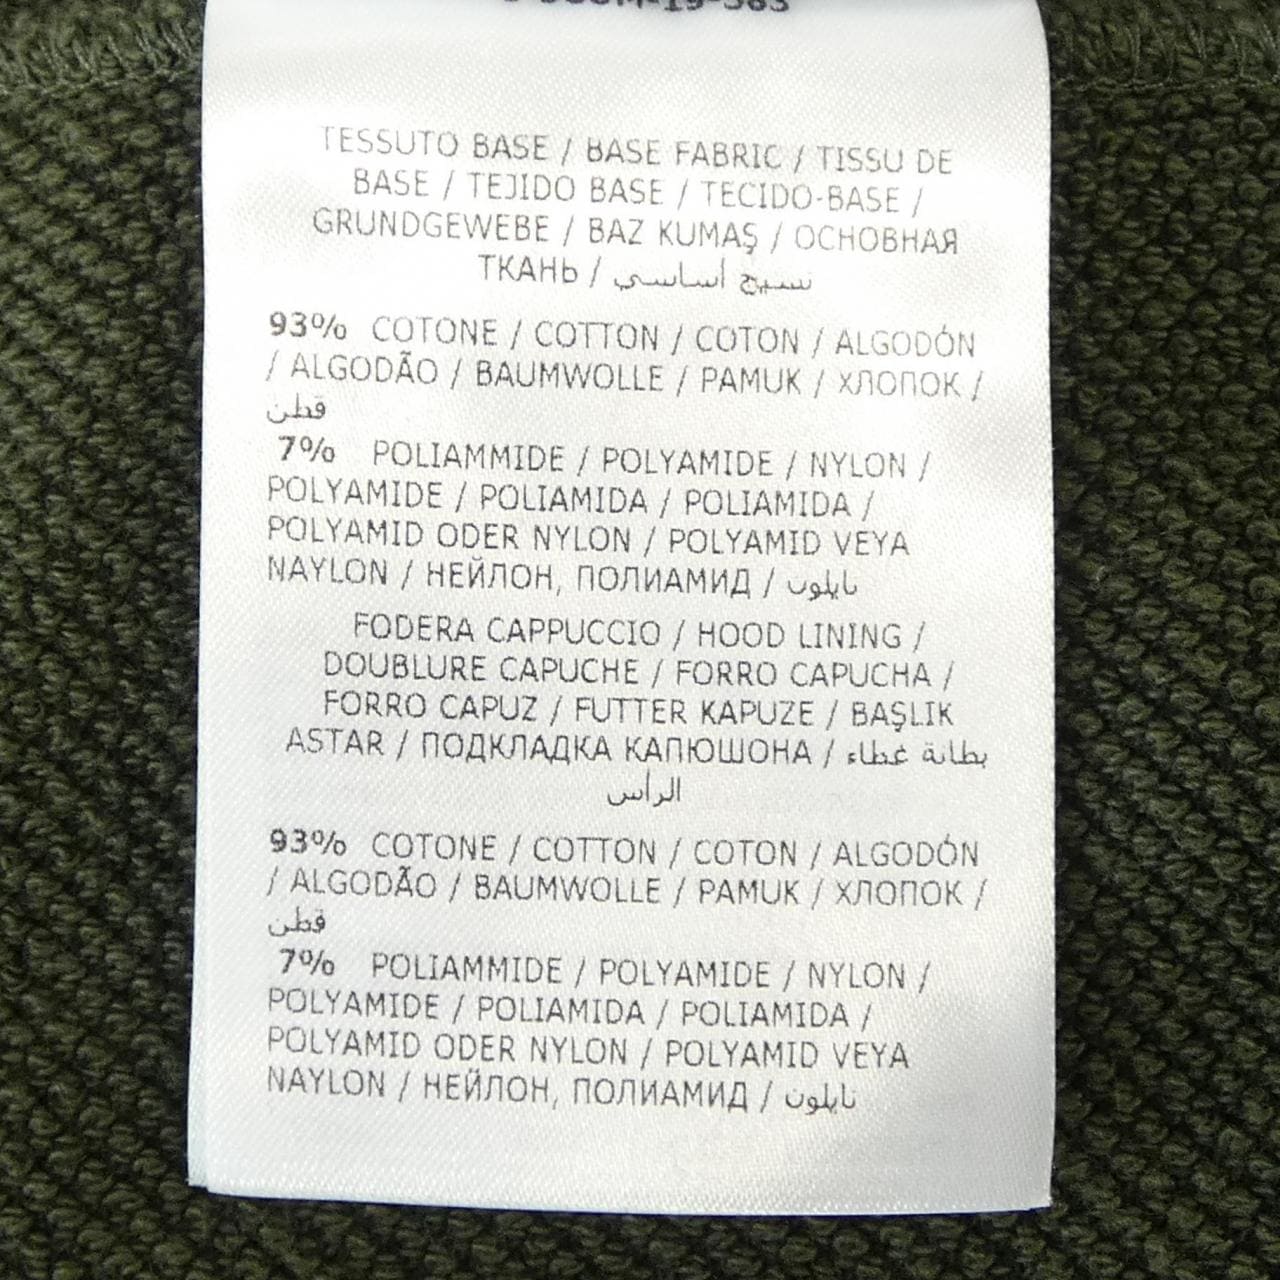 TESSUTO BASE / BASE FABRIC / TISSU DE
BASE / TEJIDO BASE / TECIDO-BASE /
GRUNDGEWEBE / BAZ KUMAŞ / ОСНОВНАЯ
ТКАНЬ / نسيج أساسي
93% COTONE / COTTON / COTON / ALGODÓN
/ ALGODÃO / BAUMWOLLE / PAMUK / ХЛОПОК /
قطن
7% POLIAMMIDE / POLYAMIDE / NYLON /
POLYAMIDE / POLIAMIDA / POLIAMIDA /
POLYAMID ODER NYLON / POLYAMID VEYA
NAYLON / НЕЙЛОН, ПОЛИАМИД / نايلون
FODERA CAPPUCCIO / HOOD LINING /
DOUBLURE CAPUCHE / FORRO CAPUCHA /
FORRO CAPUZ / FUTTER KAPUZE / BAŞLIK
ASTAR / ПОДКЛАДКА КАПЮШОНА / بطانة غطاء
الرأس
93% COTONE / COTTON / COTON / ALGODÓN
/ ALGODÃO / BAUMWOLLE / PAMUK / ХЛОПОК /
قطن
7% POLIAMMIDE / POLYAMIDE / NYLON /
POLYAMIDE / POLIAMIDA / POLIAMIDA /
POLYAMID ODER NYLON / POLYAMID VEYA
NAYLON / НЕЙЛОН, ПОЛИАМИД / نايلون